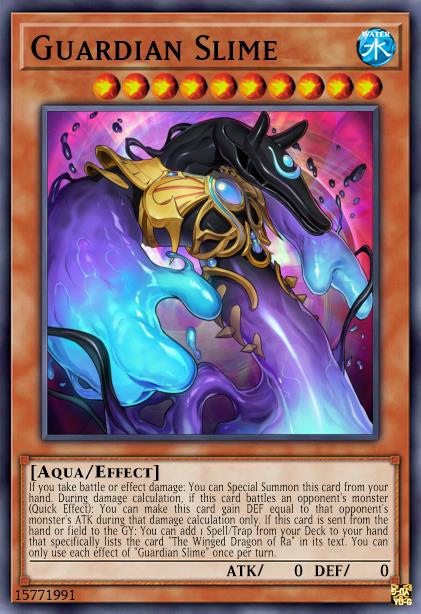 Guardian Slime
WATER
水
[Aqua/Effect]
If you take battle or effect damage: You can Special Summon this card from your
hand. During damage calculation, if this card battles an opponent's monster
(Quick Effect): You can make this card gain DEF equal to that opponent's
monster's ATK during that damage calculation only. If this card is sent from the
hand or field to the GY: You can add 1 Spell/Trap from your Deck to your hand
that specifically lists the card "The Winged Dragon of Ra" in its text. You can
only use each effect of "Guardian Slime" once per turn.
ATK/ 0 DEF/ 0
15771991